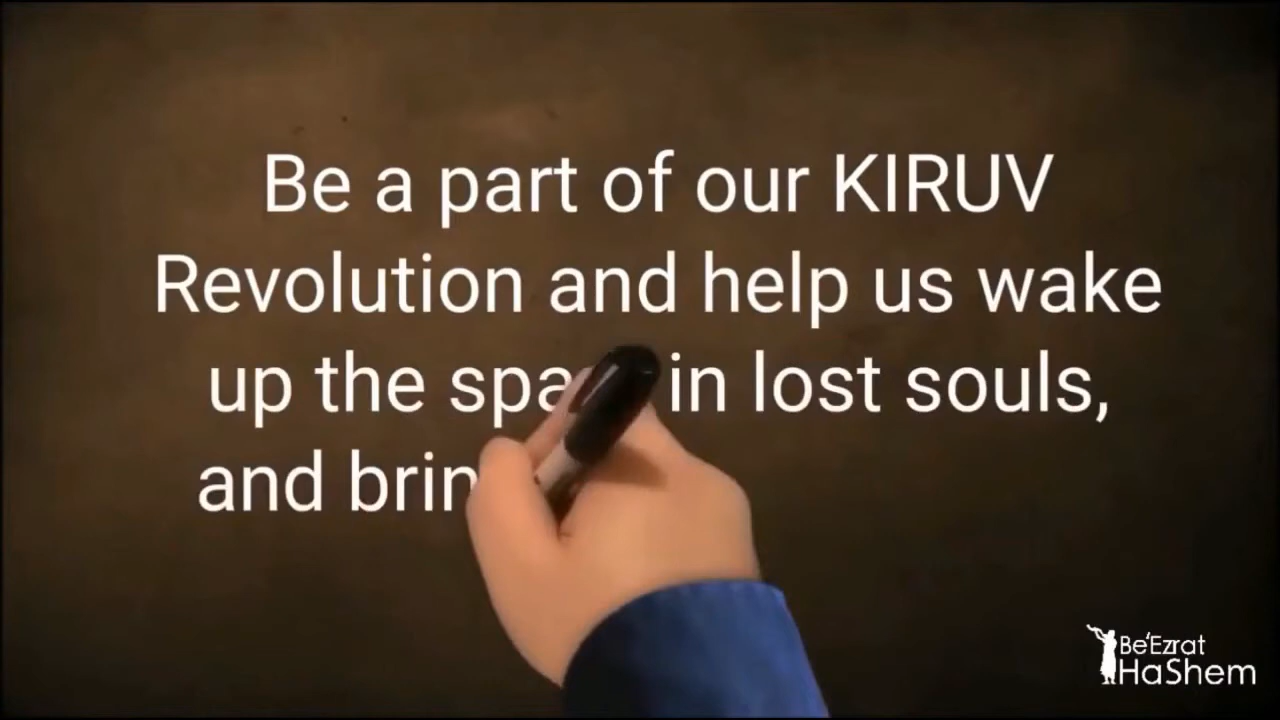 Be a part of our KIRUV
Revolution and help us wake
up the in lost souls,
and
Be'Ezrat
HaShem